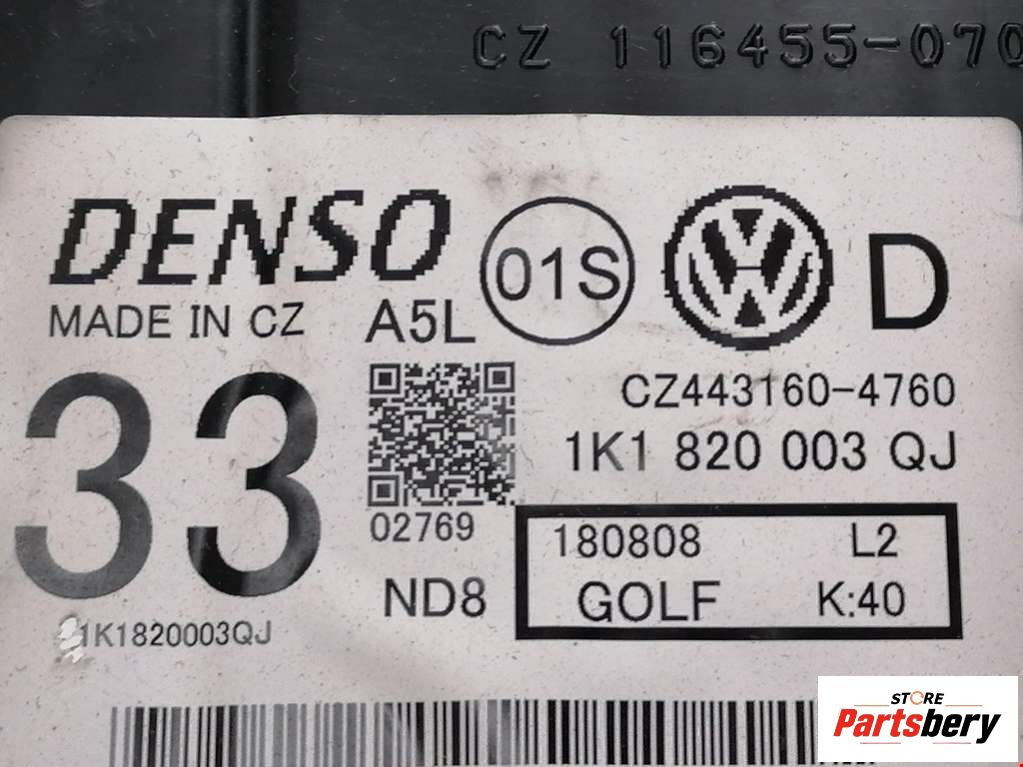 CZ 116455-070
DENSO
01S
D
MADE IN CZ
A5L
33
CZ443160-4760
1K1 820 003 QJ
02769
180808 L2
ND8
GOLF K:40
1K1820003QJ
STORE
Partsbery